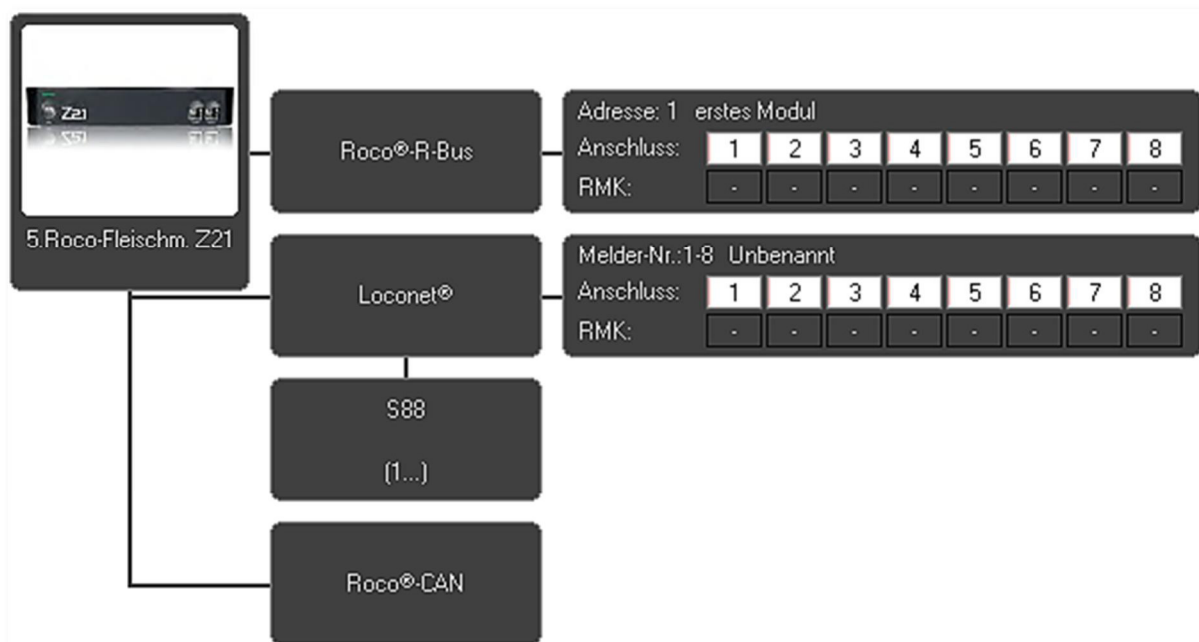 Z21
5.Roco-Fleischm. Z21
Roco®-R-Bus
Adresse: 1 erstes Modul
Anschluss: 1 2 3 4 5 6 7 8
RMK: - - - - - - - -
Loconet®
Melder-Nr.:1-8 Unbenannt
Anschluss: 1 2 3 4 5 6 7 8
RMK: - - - - - - - -
S88
(1...)
Roco®-CAN